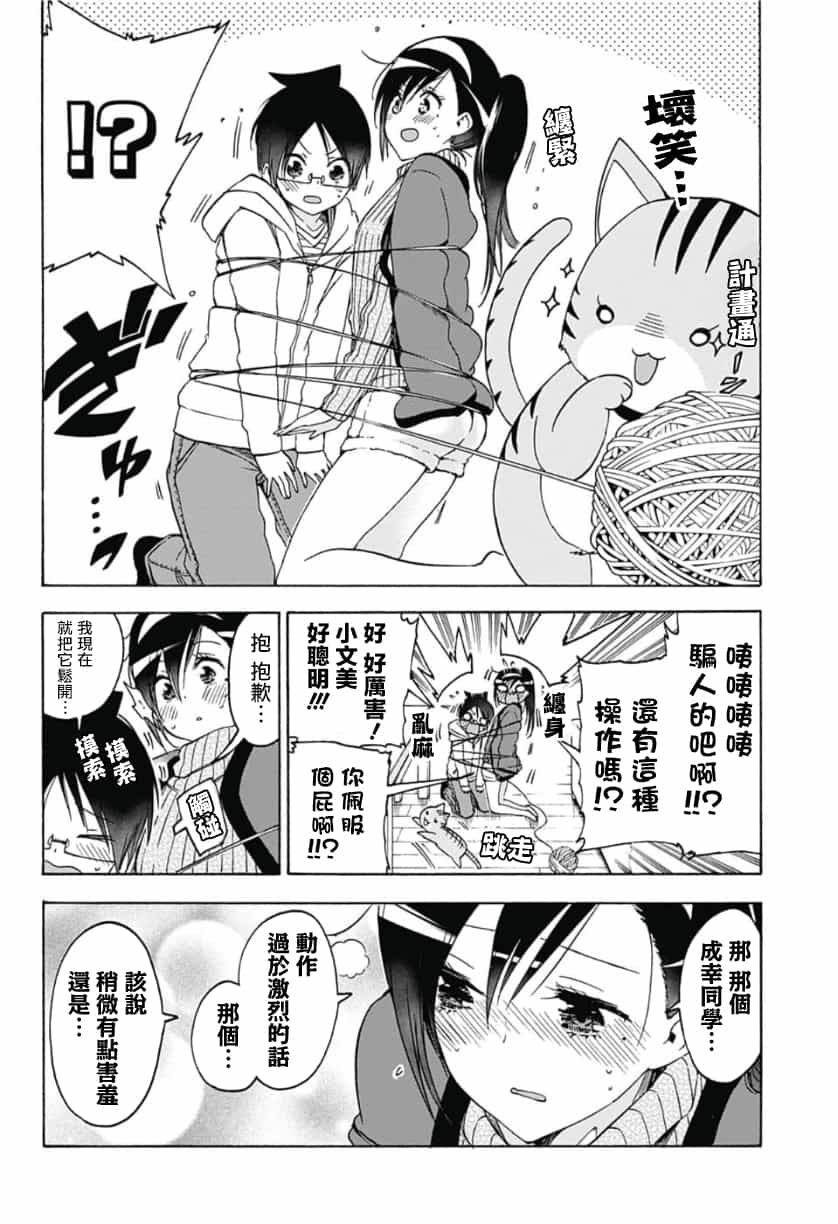 壞笑…
計畫通
纏緊
!?
ぎゅ…
咦咦咦咦
騙人的吧啊!!?
還有這種
操作嗎!?
纏身
亂麻
跳走
好 好厲害!
小文美
好聰明!!!
你佩服
個屁啊!!?
抱 抱歉…
我現在
就把它鬆開…
摸索
摸索
觸碰
那 那個
成幸同學…
動作
過於激烈的話
那個…
該說
稍微有點害羞
還是…